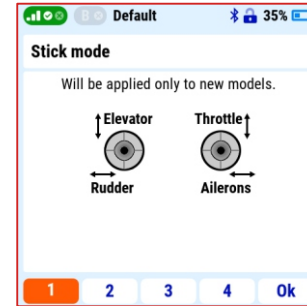 B Default 35%
Stick mode
Will be applied only to new models.
Elevator Throttle
Rudder Ailerons
1 2 3 4 Ok